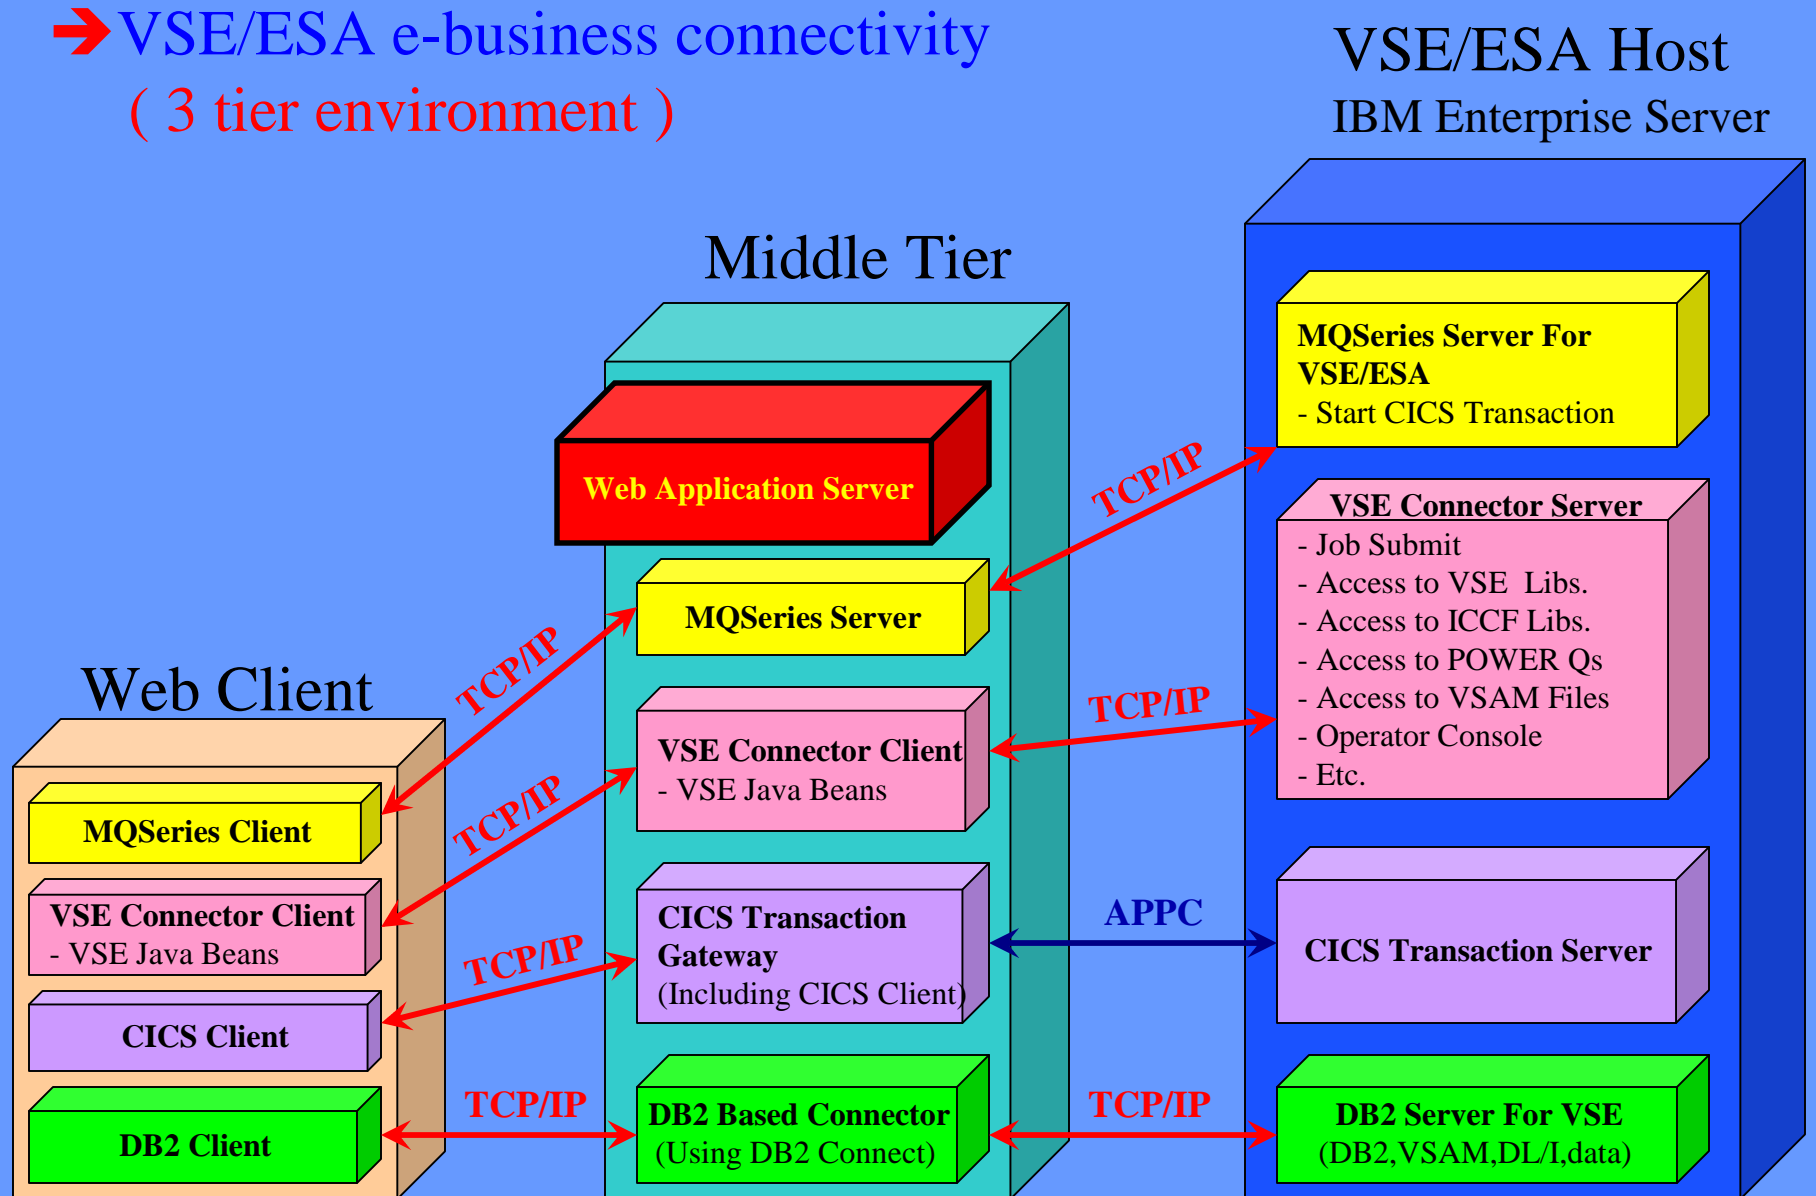 VSE/ESA e-business connectivity
( 3 tier environment )
VSE/ESA Host
IBM Enterprise Server
Middle Tier
Web Client
MQSeries Client
VSE Connector Client
- VSE Java Beans
CICS Client
DB2 Client
TCP/IP
TCP/IP
TCP/IP
TCP/IP
Web Application Server
MQSeries Server
VSE Connector Client
- VSE Java Beans
CICS Transaction
Gateway
(Including CICS Client)
DB2 Based Connector
(Using DB2 Connect)
TCP/IP
TCP/IP
APPC
TCP/IP
MQSeries Server For
VSE/ESA
- Start CICS Transaction
VSE Connector Server
- Job Submit
- Access to VSE  Libs.
- Access to ICCF Libs.
- Access to POWER Qs
- Access to VSAM Files
- Operator Console
- Etc.
CICS Transaction Server
DB2 Server For VSE
(DB2,VSAM,DL/I,data)